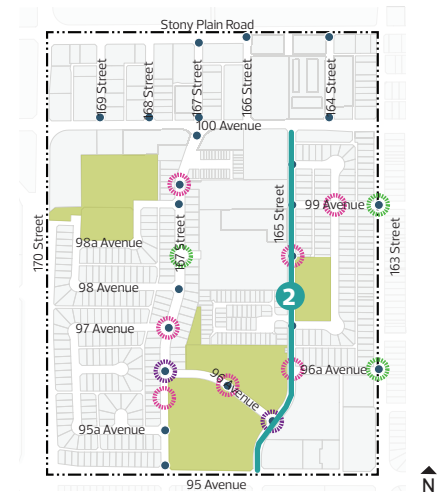 Stony Plain Road
169 Street
168 Street
167 Street
166 Street
164 Street
100 Avenue
99 Avenue
170 Street
98a Avenue
167 Street
165 Street
163 Street
98 Avenue
2
97 Avenue
96 Avenue
96a Avenue
95a Avenue
95 Avenue
N